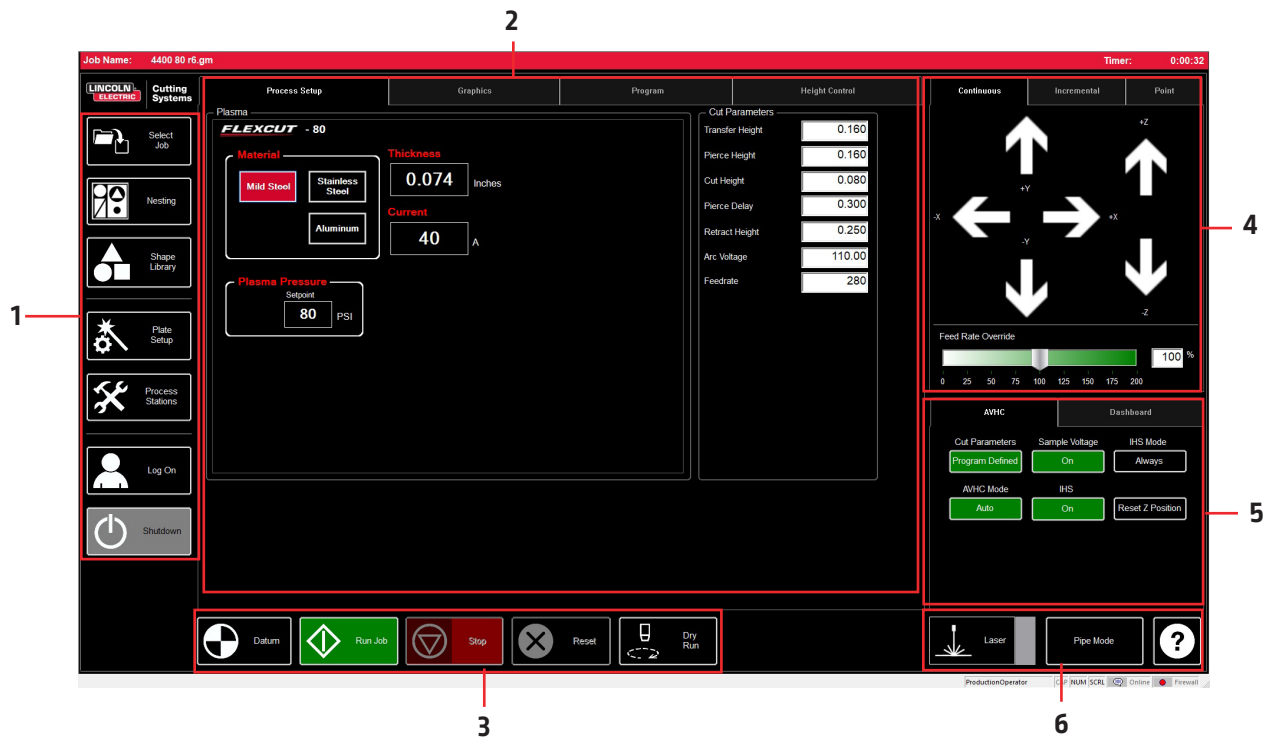 2
Job Name: 4400 80 r6.gm Timer: 0:00:32
LINCOLN ELECTRIC Cutting Systems
1
Select Job
Nesting
Shape Library
Plate Setup
Process Stations
Log On
Shutdown
Process Setup Graphics Program Height Control
Plasma
FLEXCUT - 80
Material
Mild Steel
Stainless Steel
Aluminum
Thickness
0.074 Inches
Current
40 A
Plasma Pressure
Setpoint
80 PSI
Cut Parameters
Transfer Height 0.160
Pierce Height 0.160
Cut Height 0.080
Pierce Delay 0.300
Retract Height 0.250
Arc Voltage 110.00
Feedrate 280
Continuous Incremental Point
+Z
+Y
-X +X
-Y
-Z
4
Feed Rate Override
100 %
0 25 50 75 100 125 150 175 200
AVHC Dashboard
Cut Parameters Sample Voltage IHS Mode
Program Defined On Always
AVHC Mode IHS
Auto On Reset Z Position
5
Datum
Run Job
Stop
Reset
Dry Run
Laser
Pipe Mode
?
ProductionOperator CAP NUM SCRL Online Firewall
3
6